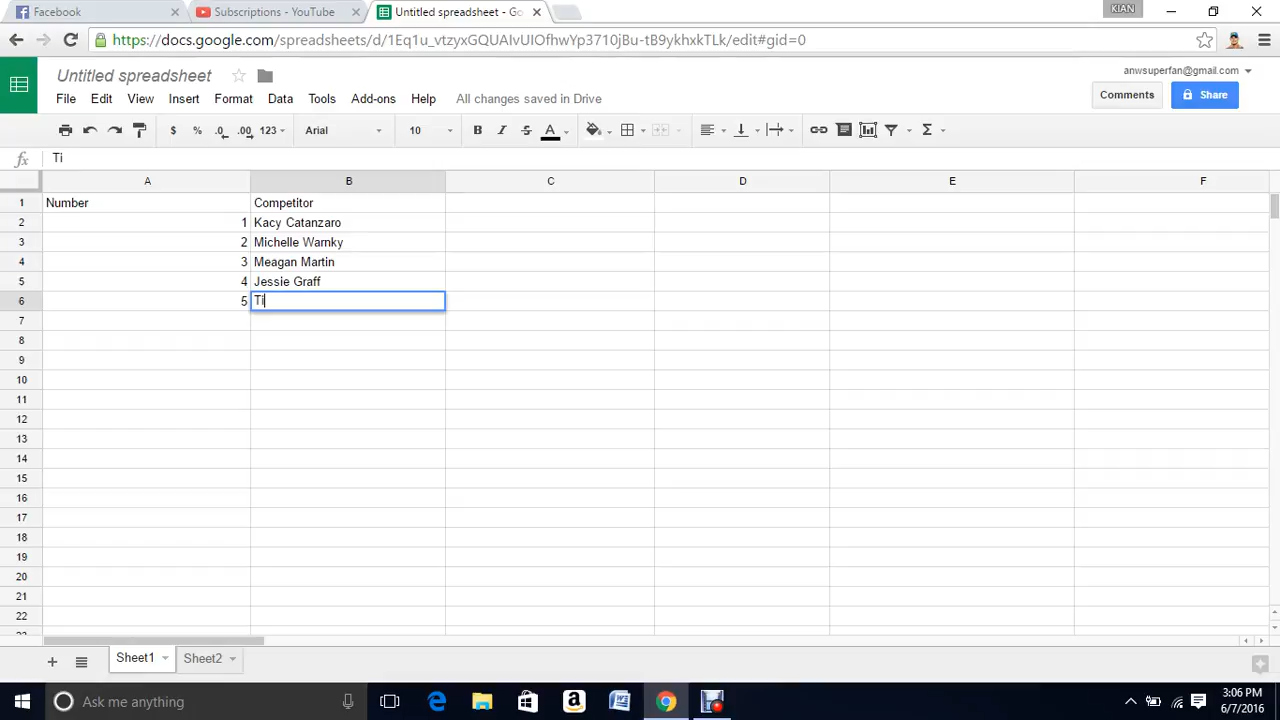 Facebook
Subscriptions - YouTube
Untitled spreadsheet - Go
KIAN
https://docs.google.com/spreadsheets/d/1Eq1u_vtzyxGQUAIvUIOfhwYp3710jBu-tB9ykhxkTLk/edit#gid=0
Untitled spreadsheet
anwsuperfan@gmail.com
File Edit View Insert Format Data Tools Add-ons Help All changes saved in Drive
Comments Share
$ % .0 .00 123 Arial 10 B I S A Σ
fx Ti
A B C D E F
1 Number Competitor
2 1 Kacy Catanzaro
3 2 Michelle Warnky
4 3 Meagan Martin
5 4 Jessie Graff
6 5 Ti
7
8
9
10
11
12
13
14
15
16
17
18
19
20
21
22
Sheet1 Sheet2
Ask me anything
3:06 PM
6/7/2016